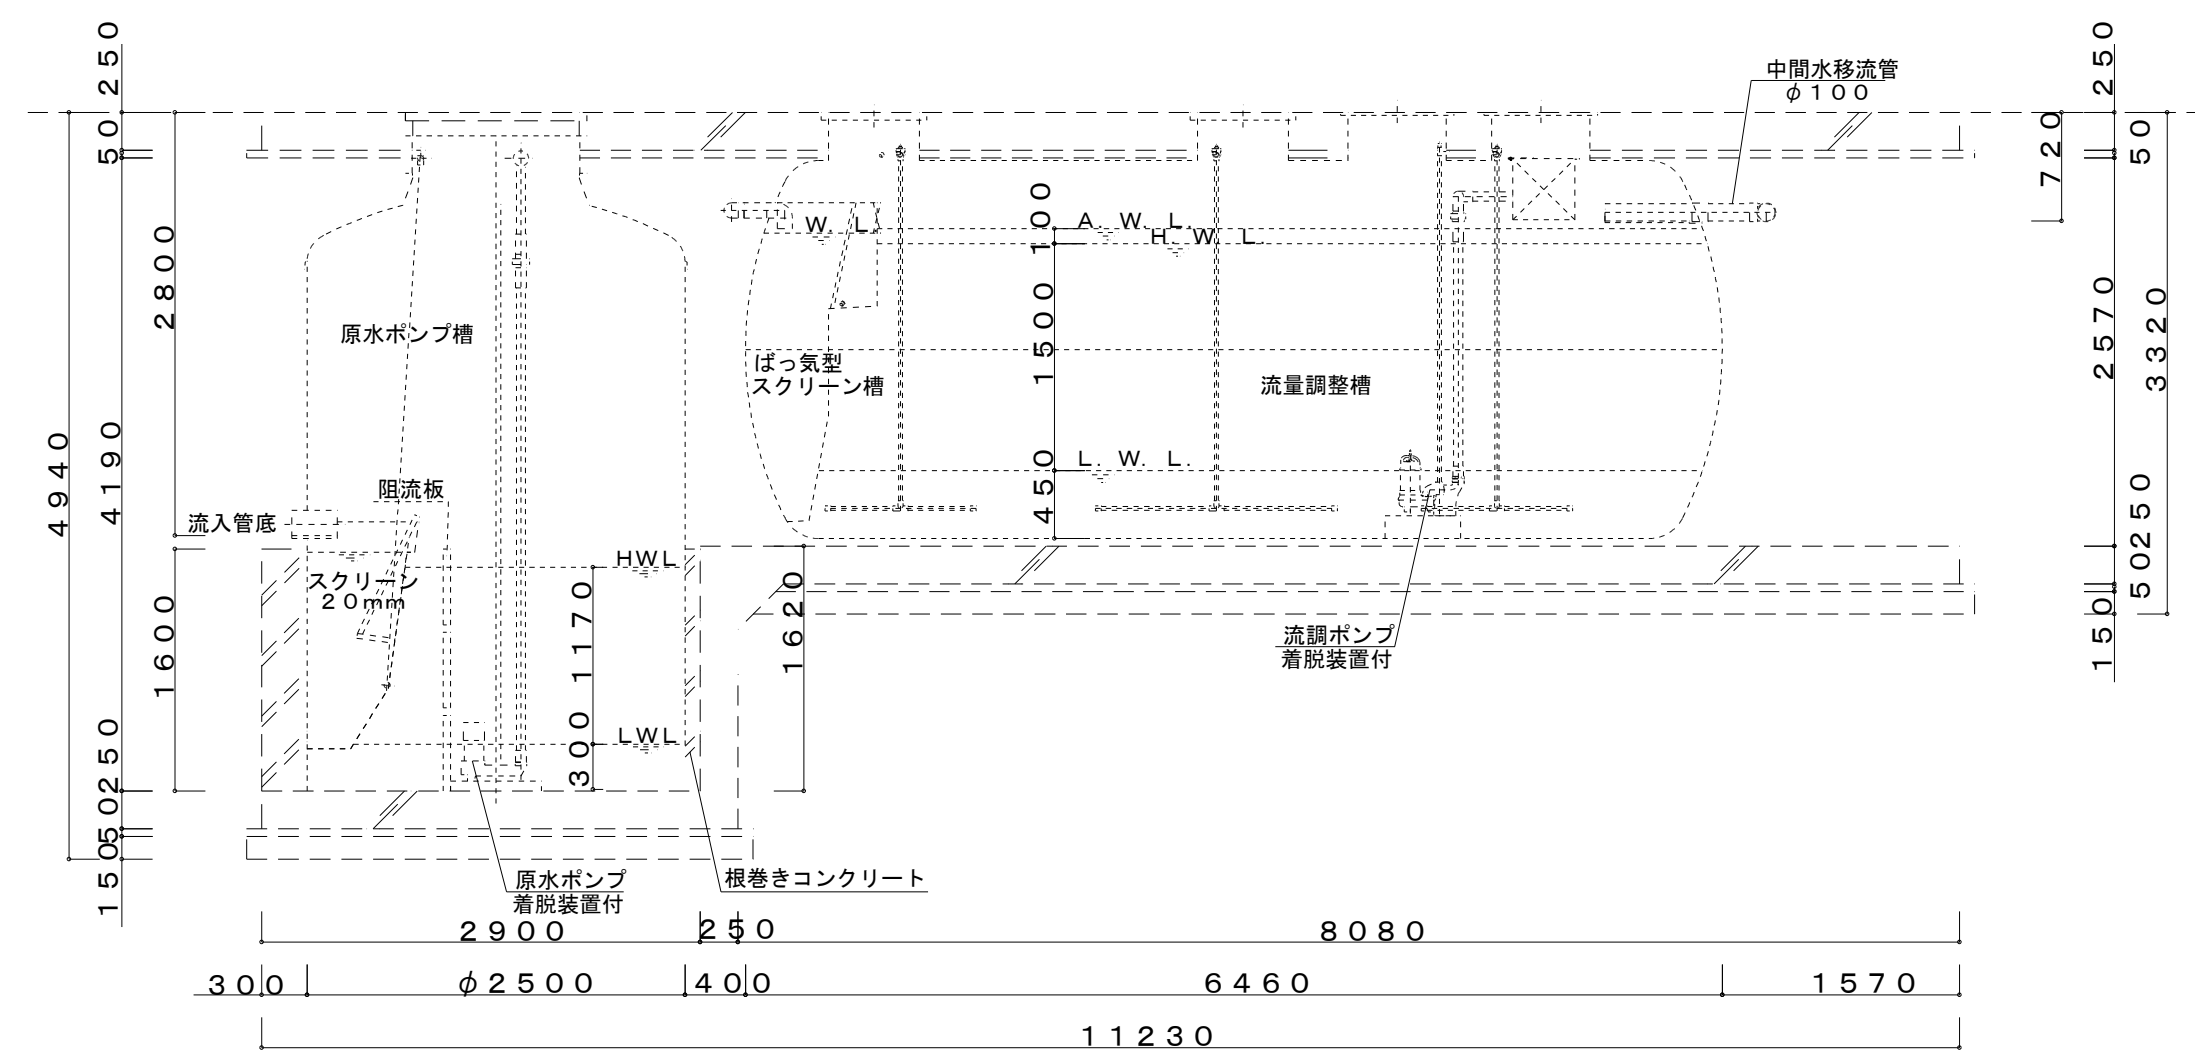 中間水移流管
φ100
250
50
2800
4190
4940
1600
250
50
50
150
原水ポンプ槽
阻流板
流入管底
スクリーン
20mm
HWL
1170
LWL
300
1620
原水ポンプ
着脱装置付
根巻きコンクリート
W. L.
ばっ気型
スクリーン槽
100
A. W. L.
H. W. L.
1500
流量調整槽
450
L. W. L.
流調ポンプ
着脱装置付
250
50
720
2570
3320
250
50
150
2900
250
8080
300
φ2500
400
6460
1570
11230